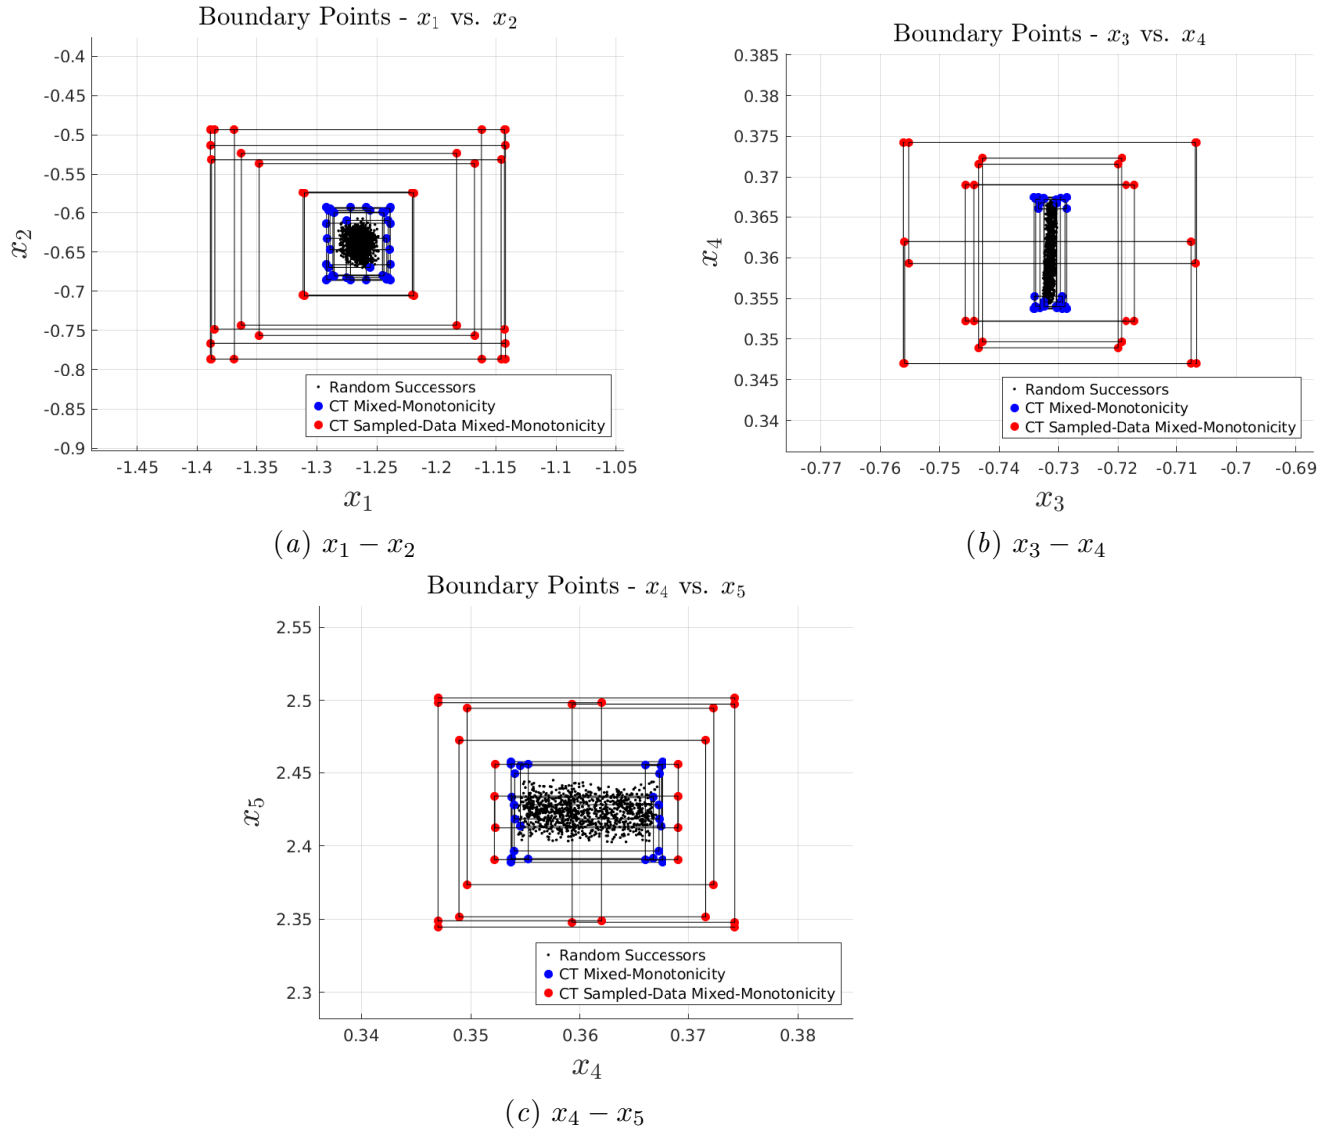 Boundary Points - x₁ vs. x₂
-0.4
-0.45
-0.5
-0.55
-0.6
-0.65
-0.7
-0.75
-0.8
-0.85
-0.9
x₂
Random Successors
CT Mixed-Monotonicity
CT Sampled-Data Mixed-Monotonicity
-1.45 -1.4 -1.35 -1.3 -1.25 -1.2 -1.15 -1.1 -1.05
x₁
(a) x₁ − x₂
Boundary Points - x₃ vs. x₄
0.385
0.38
0.375
0.37
0.365
0.36
0.355
0.35
0.345
0.34
x₄
Random Successors
CT Mixed-Monotonicity
CT Sampled-Data Mixed-Monotonicity
-0.77 -0.76 -0.75 -0.74 -0.73 -0.72 -0.71 -0.7 -0.69
x₃
(b) x₃ − x₄
Boundary Points - x₄ vs. x₅
2.55
2.5
2.45
2.4
2.35
2.3
x₅
Random Successors
CT Mixed-Monotonicity
CT Sampled-Data Mixed-Monotonicity
0.34 0.35 0.36 0.37 0.38
x₄
(c) x₄ − x₅